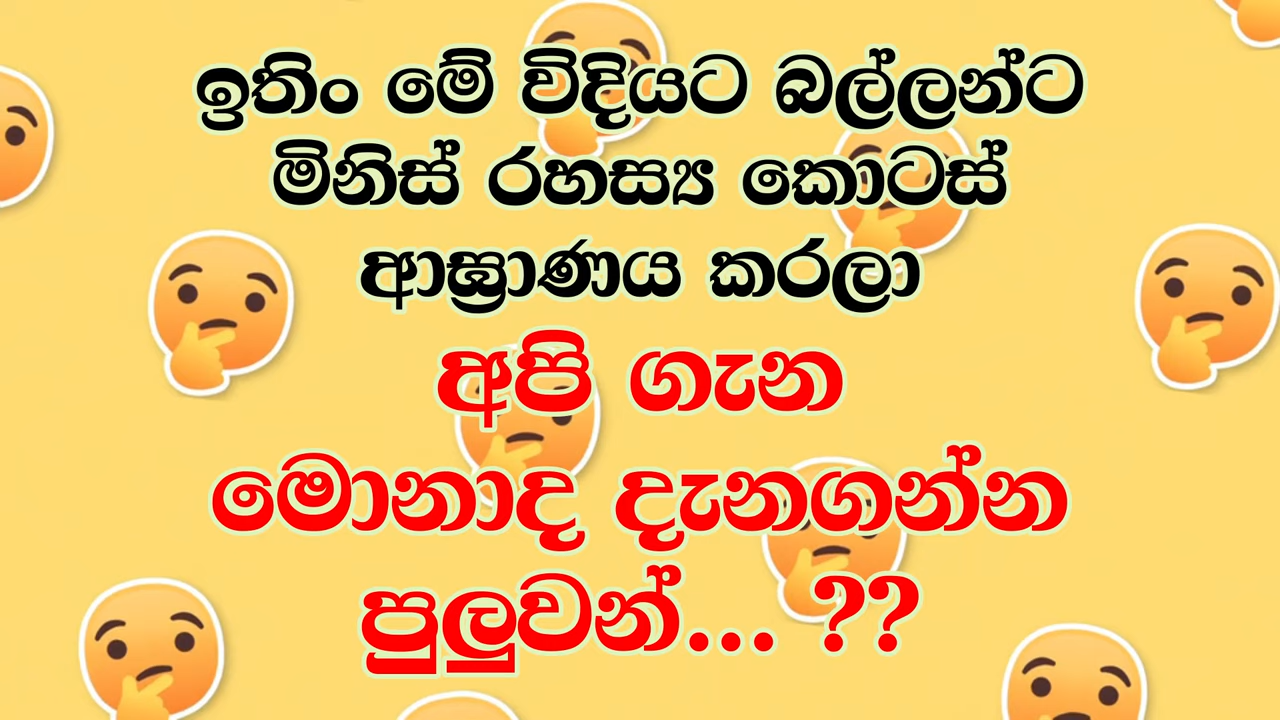 ඉතිං මේ විදියට බල්ලන්ට
මිනිස් රහස්‍ය කොටස්
ආඝ්‍රාණය කරලා
අපි ගැන
මොනාද දැනගන්න
පුලුවන්... ??